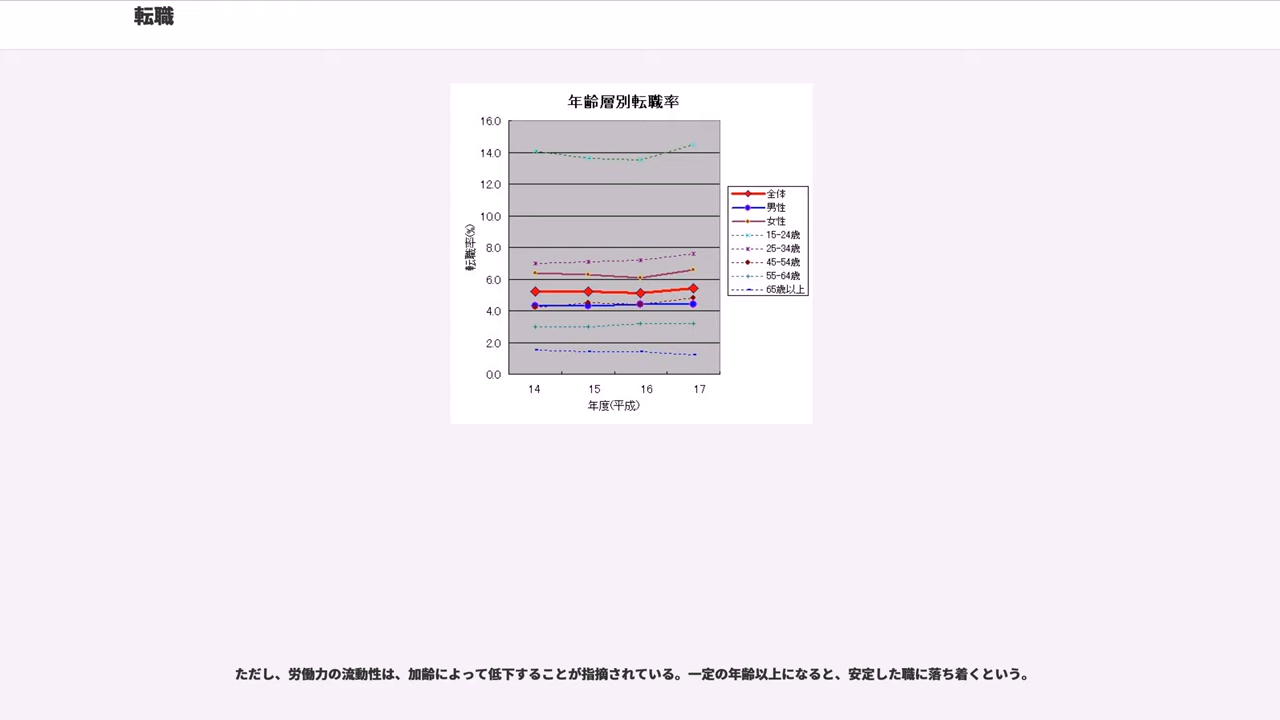 転職
年齢層別転職率
16.0
14.0
12.0
10.0
8.0
6.0
4.0
2.0
0.0
転職率(%)
14 15 16 17
年度(平成)
全体
男性
女性
15-24歳
25-34歳
45-54歳
55-64歳
65歳以上
ただし、労働力の流動性は、加齢によって低下することが指摘されている。一定の年齢以上になると、安定した職に落ち着くという。